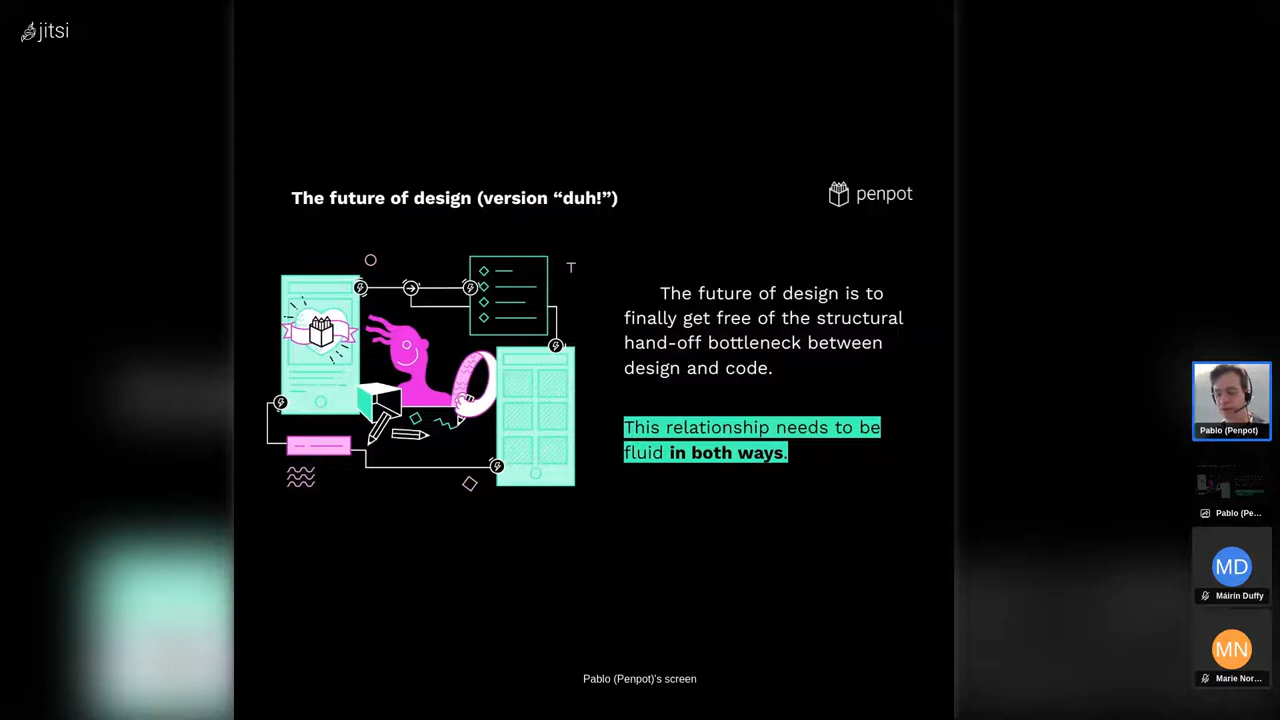 jitsi
The future of design (version “duh!”)
penpot
T
The future of design is to
finally get free of the structural
hand-off bottleneck between
design and code.
This relationship needs to be
fluid in both ways.
Pablo (Penpot)
Pablo (Pe...
MD
Máirín Duffy
MN
Marie Nor...
Pablo (Penpot)'s screen